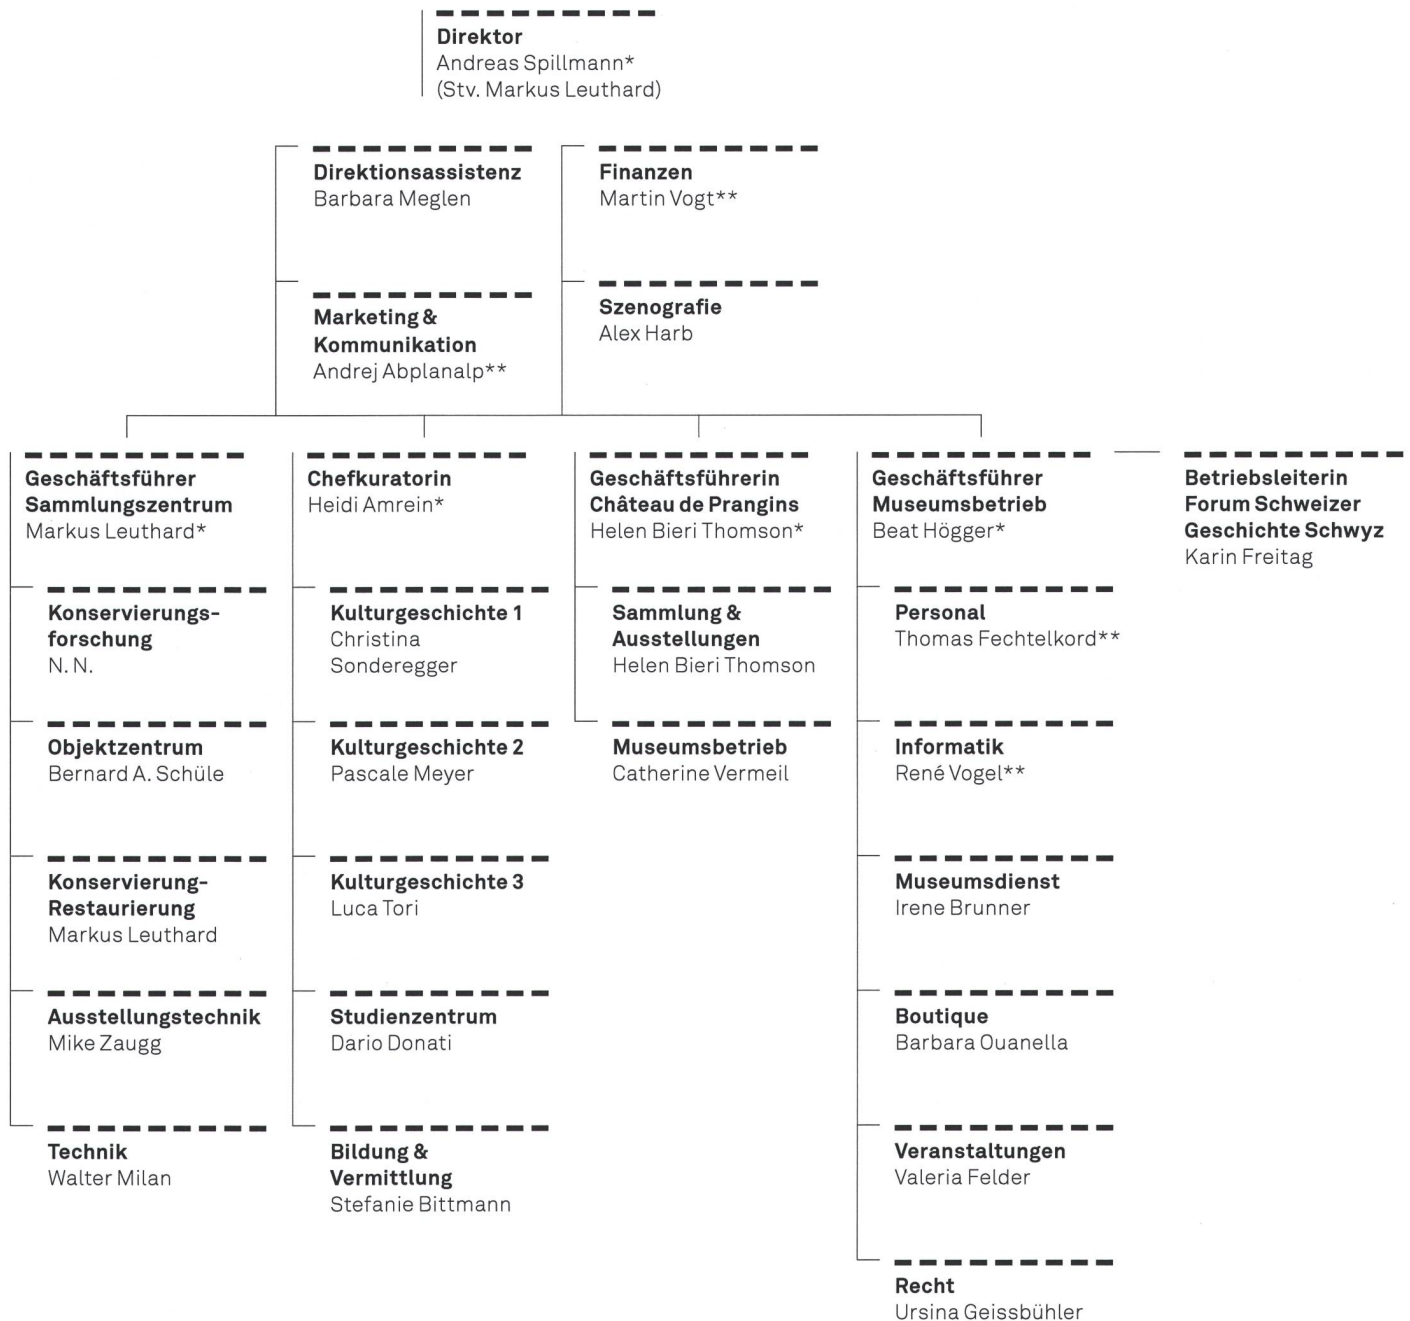 Direktor
Andreas Spillmann*
(Stv. Markus Leuthard)
Direktionsassistenz
Barbara Meglen
Finanzen
Martin Vogt**
Marketing &
Kommunikation
Andrej Abplanalp**
Szenografie
Alex Harb
Geschäftsführer
Sammlungszentrum
Markus Leuthard*
Konservierungs-
forschung
N. N.
Objektzentrum
Bernard A. Schüle
Konservierung-
Restaurierung
Markus Leuthard
Ausstellungstechnik
Mike Zaugg
Technik
Walter Milan
Chefkuratorin
Heidi Amrein*
Kulturgeschichte 1
Christina
Sonderegger
Kulturgeschichte 2
Pascale Meyer
Kulturgeschichte 3
Luca Tori
Studienzentrum
Dario Donati
Bildung &
Vermittlung
Stefanie Bittmann
Geschäftsführerin
Château de Prangins
Helen Bieri Thomson*
Sammlung &
Ausstellungen
Helen Bieri Thomson
Museumsbetrieb
Catherine Vermeil
Geschäftsführer
Museumsbetrieb
Beat Högger*
Personal
Thomas Fechtelkord**
Informatik
René Vogel**
Museumsdienst
Irene Brunner
Boutique
Barbara Ouanella
Veranstaltungen
Valeria Felder
Recht
Ursina Geissbühler
Betriebsleiterin
Forum Schweizer
Geschichte Schwyz
Karin Freitag